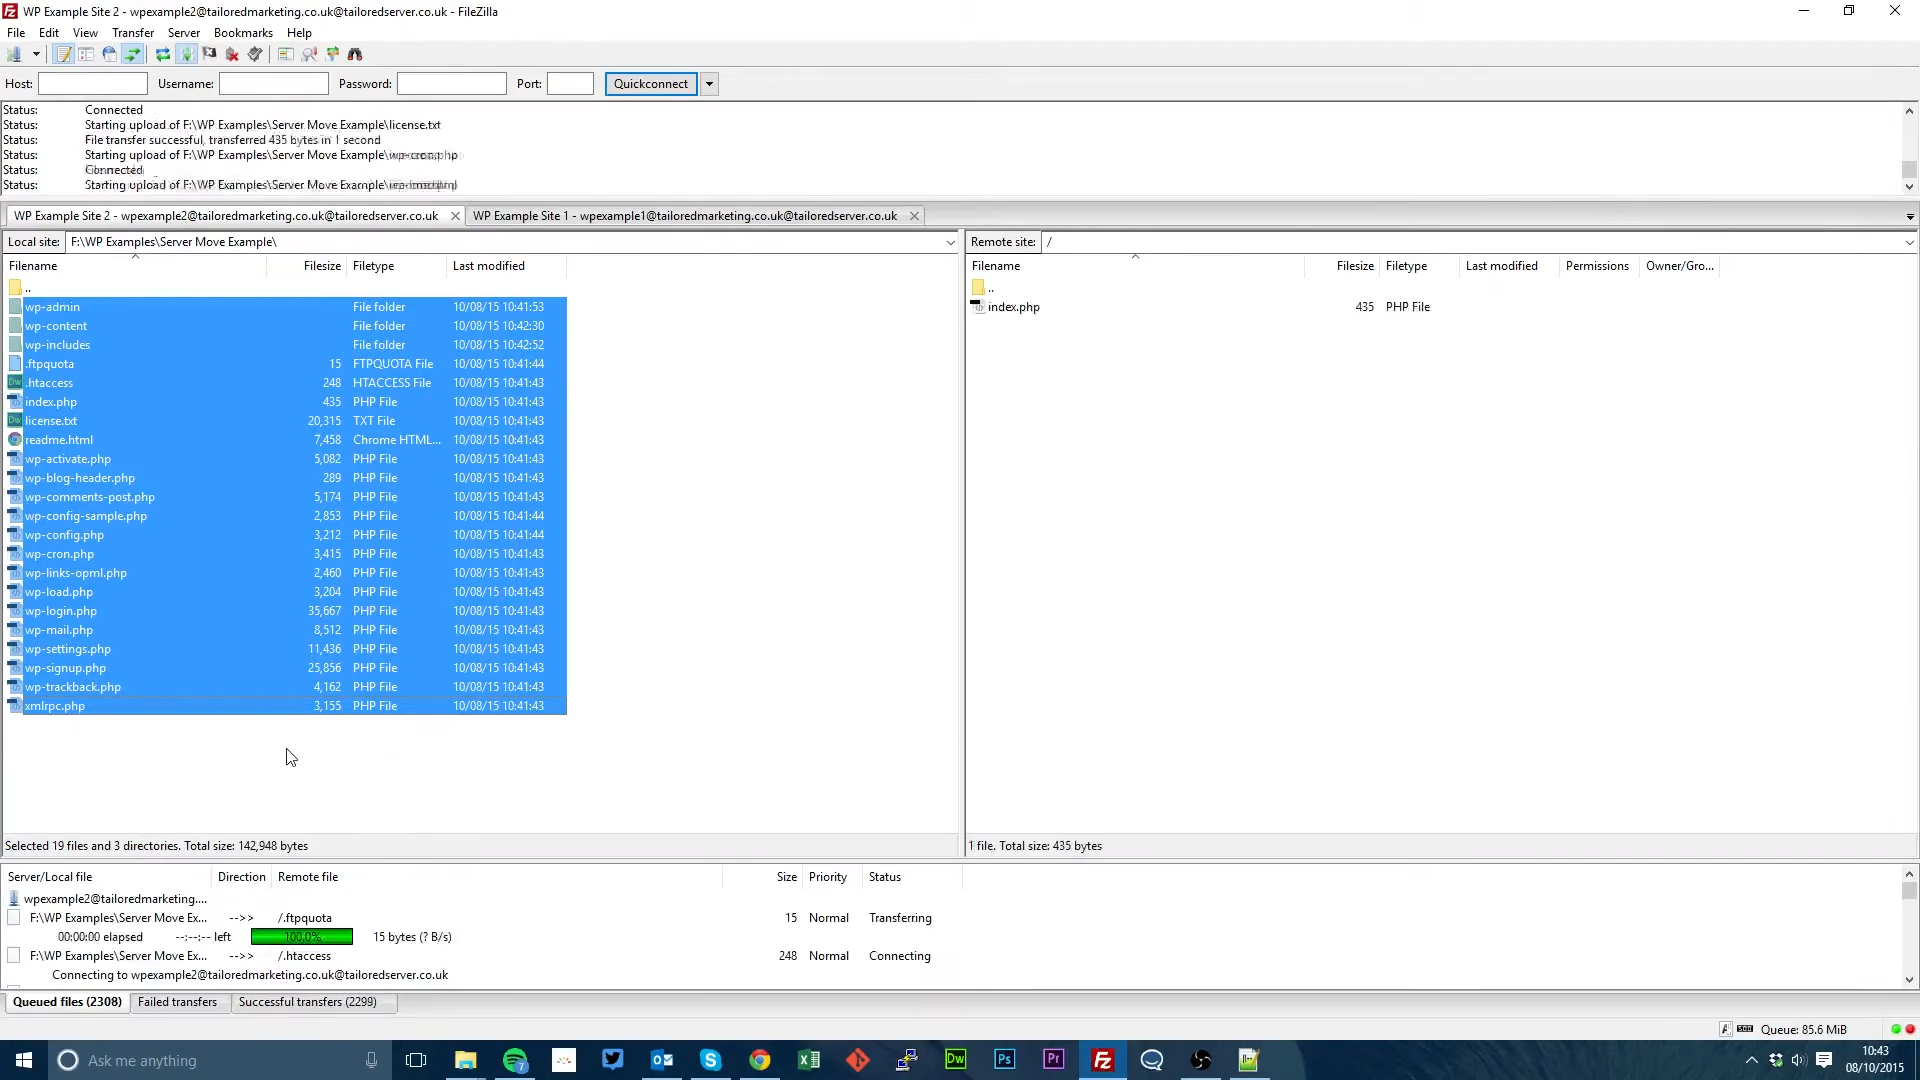 WP Example Site 2 - wpexample2@tailoredmarketing.co.uk@tailoredserver.co.uk - FileZilla
File Edit View Transfer Server Bookmarks Help
Host: Username: Password: Port: Quickconnect
Status: Connected
Status: Starting upload of F:\WP Examples\Server Move Example\license.txt
Status: File transfer successful, transferred 435 bytes in 1 second
Status: Starting upload of F:\WP Examples\Server Move Example\
Status: Connected
Status: Starting upload of F:\WP Examples\Server Move Example\
WP Example Site 2 - wpexample2@tailoredmarketing.co.uk@tailoredserver.co.uk WP Example Site 1 - wpexample1@tailoredmarketing.co.uk@tailoredserver.co.uk
Local site: F:\WP Examples\Server Move Example\ Remote site: /
Filename Filesize Filetype Last modified Filename Filesize Filetype Last modified Permissions Owner/Gro...
.. ..
wp-admin File folder 10/08/15 10:41:53 index.php 435 PHP File
wp-content File folder 10/08/15 10:42:30
wp-includes File folder 10/08/15 10:42:52
.ftpquota 15 FTPQUOTA File 10/08/15 10:41:44
.htaccess 248 HTACCESS File 10/08/15 10:41:43
index.php 435 PHP File 10/08/15 10:41:43
license.txt 20,315 TXT File 10/08/15 10:41:43
readme.html 7,458 Chrome HTML... 10/08/15 10:41:43
wp-activate.php 5,082 PHP File 10/08/15 10:41:43
wp-blog-header.php 289 PHP File 10/08/15 10:41:43
wp-comments-post.php 5,174 PHP File 10/08/15 10:41:43
wp-config-sample.php 2,853 PHP File 10/08/15 10:41:44
wp-config.php 3,212 PHP File 10/08/15 10:41:44
wp-cron.php 3,415 PHP File 10/08/15 10:41:43
wp-links-opml.php 2,460 PHP File 10/08/15 10:41:43
wp-load.php 3,204 PHP File 10/08/15 10:41:43
wp-login.php 35,667 PHP File 10/08/15 10:41:43
wp-mail.php 8,512 PHP File 10/08/15 10:41:43
wp-settings.php 11,436 PHP File 10/08/15 10:41:43
wp-signup.php 25,856 PHP File 10/08/15 10:41:43
wp-trackback.php 4,162 PHP File 10/08/15 10:41:43
xmlrpc.php 3,155 PHP File 10/08/15 10:41:43
Selected 19 files and 3 directories. Total size: 142,948 bytes 1 file. Total size: 435 bytes
Server/Local file Direction Remote file Size Priority Status
wpexample2@tailoredmarketing....
F:\WP Examples\Server Move Ex... -->> /.ftpquota 15 Normal Transferring
00:00:00 elapsed --:--:-- left 100.0% 15 bytes (? B/s)
F:\WP Examples\Server Move Ex... -->> /.htaccess 248 Normal Connecting
Connecting to wpexample2@tailoredmarketing.co.uk@tailoredserver.co.uk
Queued files (2308) Failed transfers Successful transfers (2299)
Queue: 85.6 MiB
Ask me anything 7 Dw Ps Pr Fz 10:43
08/10/2015